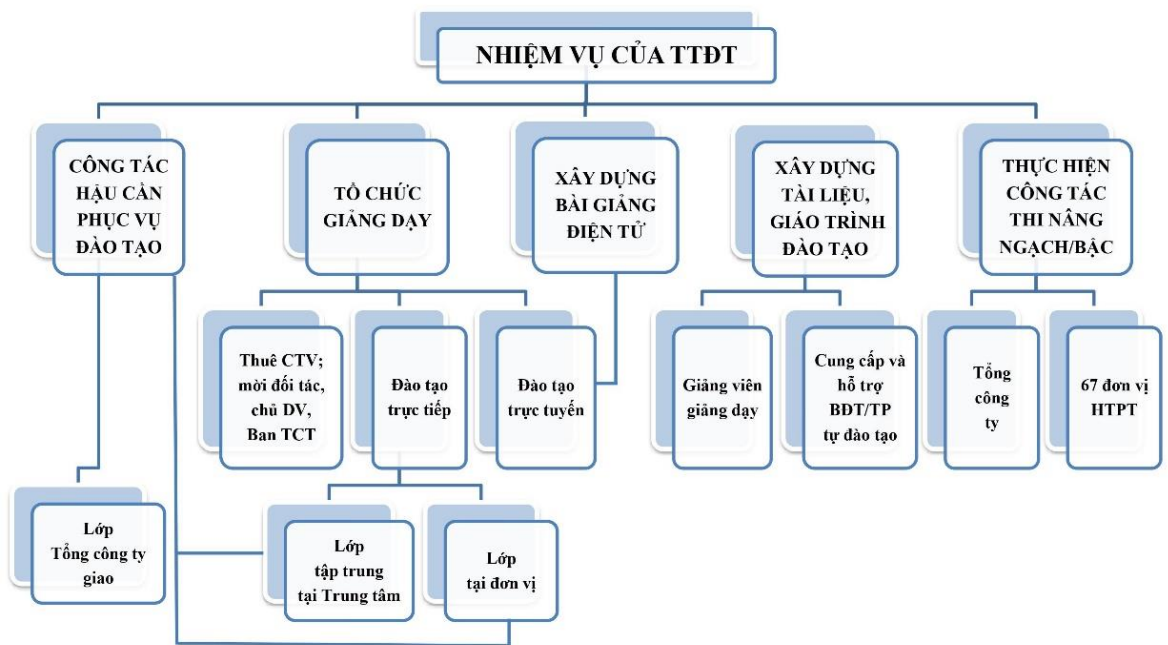 NHIỆM VỤ CỦA TTĐT
CÔNG TÁC
HẬU CẦN
PHỤC VỤ
ĐÀO TẠO
TỔ CHỨC
GIẢNG DẠY
XÂY DỰNG
BÀI GIẢNG
ĐIỆN TỬ
XÂY DỰNG
TÀI LIỆU,
GIÁO TRÌNH
ĐÀO TẠO
THỰC HIỆN
CÔNG TÁC
THI NÂNG
NGẠCH/BẬC
Thuê CTV;
mời đối tác,
chủ DV,
Ban TCT
Đào tạo
trực tiếp
Đào tạo
trực tuyến
Giảng viên
giảng dạy
Cung cấp và
hỗ trợ
BĐT/TP
tự đào tạo
Tổng
công
ty
67 đơn vị
HTPT
Lớp
Tổng công ty
giao
Lớp
tập trung
tại Trung tâm
Lớp
tại đơn vị